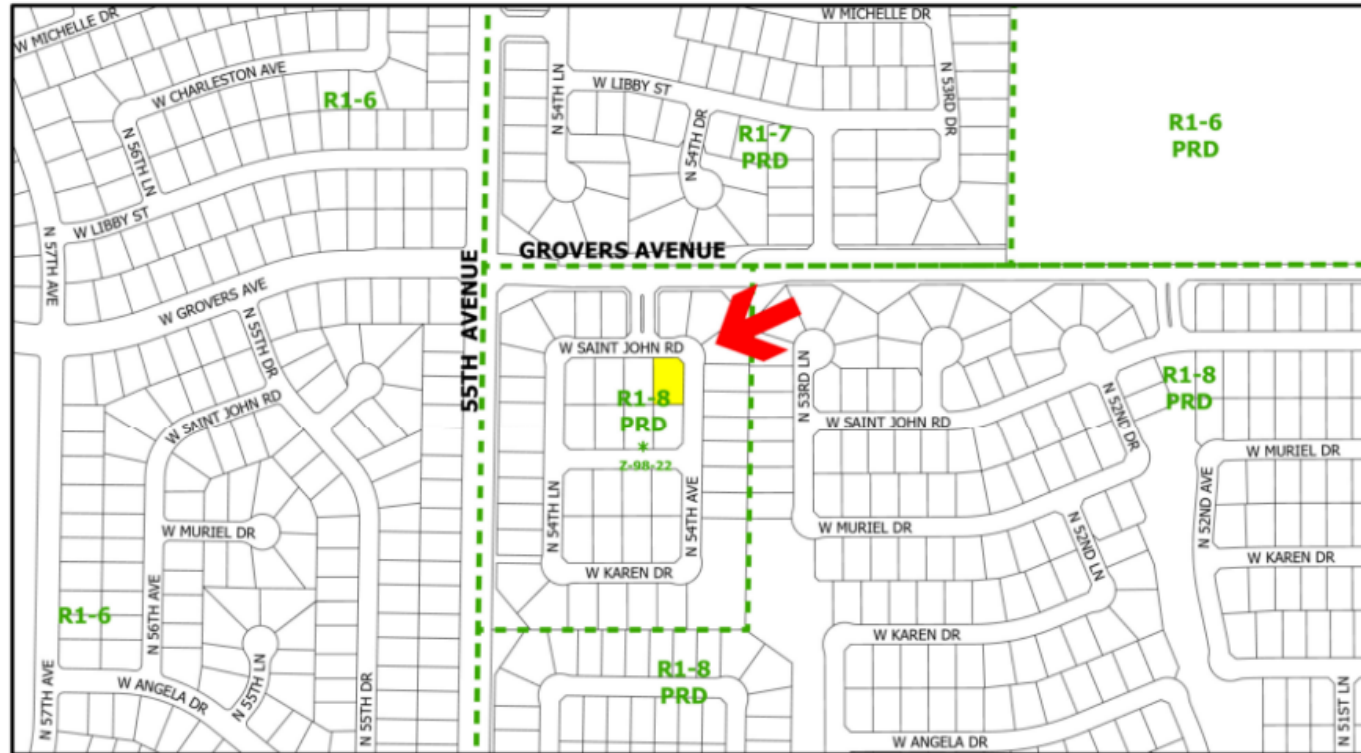 W MICHELLE DR
W MICHELLE DR
W CHARLESTON AVE
R1-6
N 54TH LN
W LIBBY ST
N 53RD DR
N 56TH LN
N 54TH DR
R1-7
PRD
R1-6
PRD
W LIBBY ST
N 57TH AVE
GROVERS AVENUE
55TH AVENUE
W GROVERS AVE
N 55TH DR
W SAINT JOHN RD
N 53RD LN
R1-8
PRD
R1-8
PRD
*
Z-98-22
W SAINT JOHN RD
W SAINT JOHN RD
N 52ND DR
W MURIEL DR
N 54TH LN
N 54TH AVE
N 52ND AVE
W MURIEL DR
W MURIEL DR
N 52ND LN
W KAREN DR
W KAREN DR
R1-6
N 56TH AVE
W KAREN DR
R1-8
PRD
N 57TH AVE
W ANGELA DR
N 55TH LN
N 55TH DR
N 51ST LN
W ANGELA DR